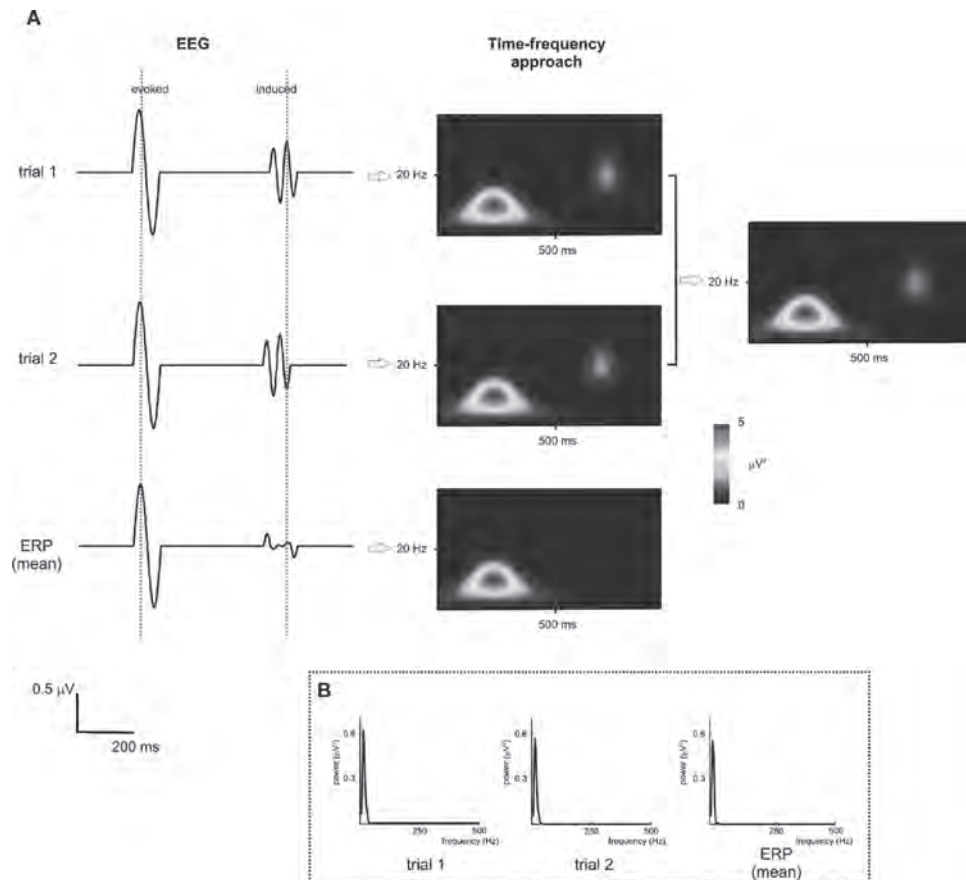 A
EEG
Time-frequency
approach
evoked
induced
trial 1
20 Hz
500 ms
20 Hz
500 ms
trial 2
20 Hz
500 ms
5
µV²
0
ERP
(mean)
20 Hz
500 ms
0.5 µV
200 ms
B
power (µV²)
0.6
0.3
250
500
frequency (Hz)
trial 1
power (µV²)
0.6
0.3
250
500
frequency (Hz)
trial 2
power (µV²)
0.6
0.3
250
500
frequency (Hz)
ERP
(mean)